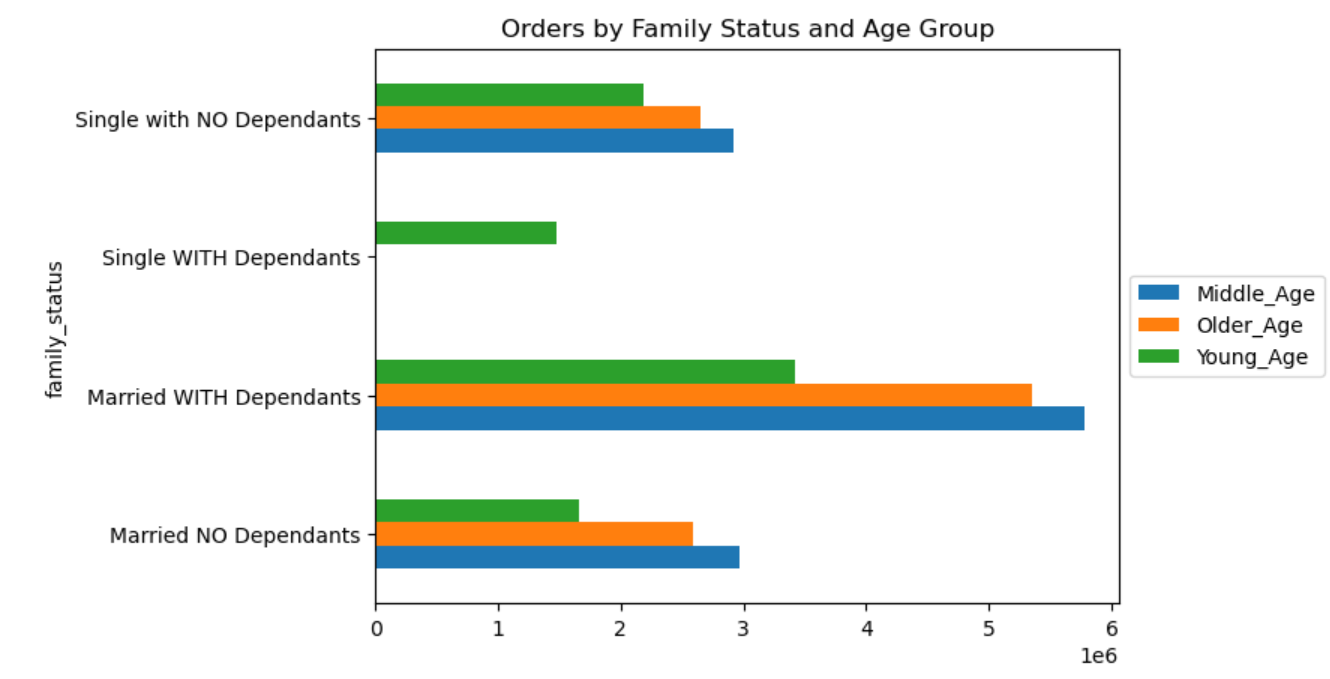 Orders by Family Status and Age Group
Single with NO Dependants
Single WITH Dependants
Married WITH Dependants
Married NO Dependants
family_status
0 1 2 3 4 5 6
1e6
Middle_Age
Older_Age
Young_Age